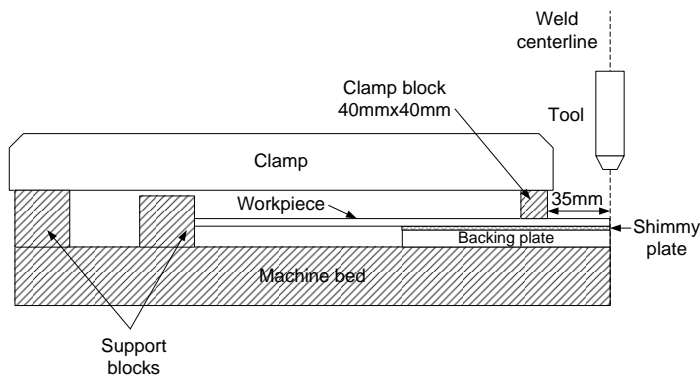 Weld
centerline
Clamp block
40mmx40mm
Tool
Clamp
Workpiece
35mm
Shimmy
plate
Backing plate
Machine bed
Support
blocks